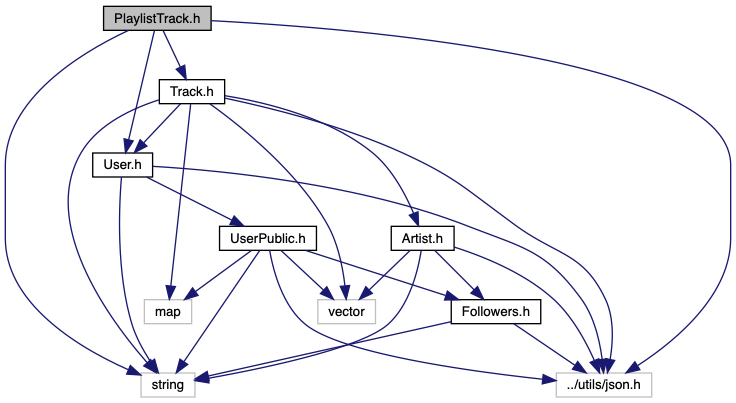 PlaylistTrack.h
Track.h
User.h
UserPublic.h
Artist.h
map
vector
Followers.h
string
../utils/json.h